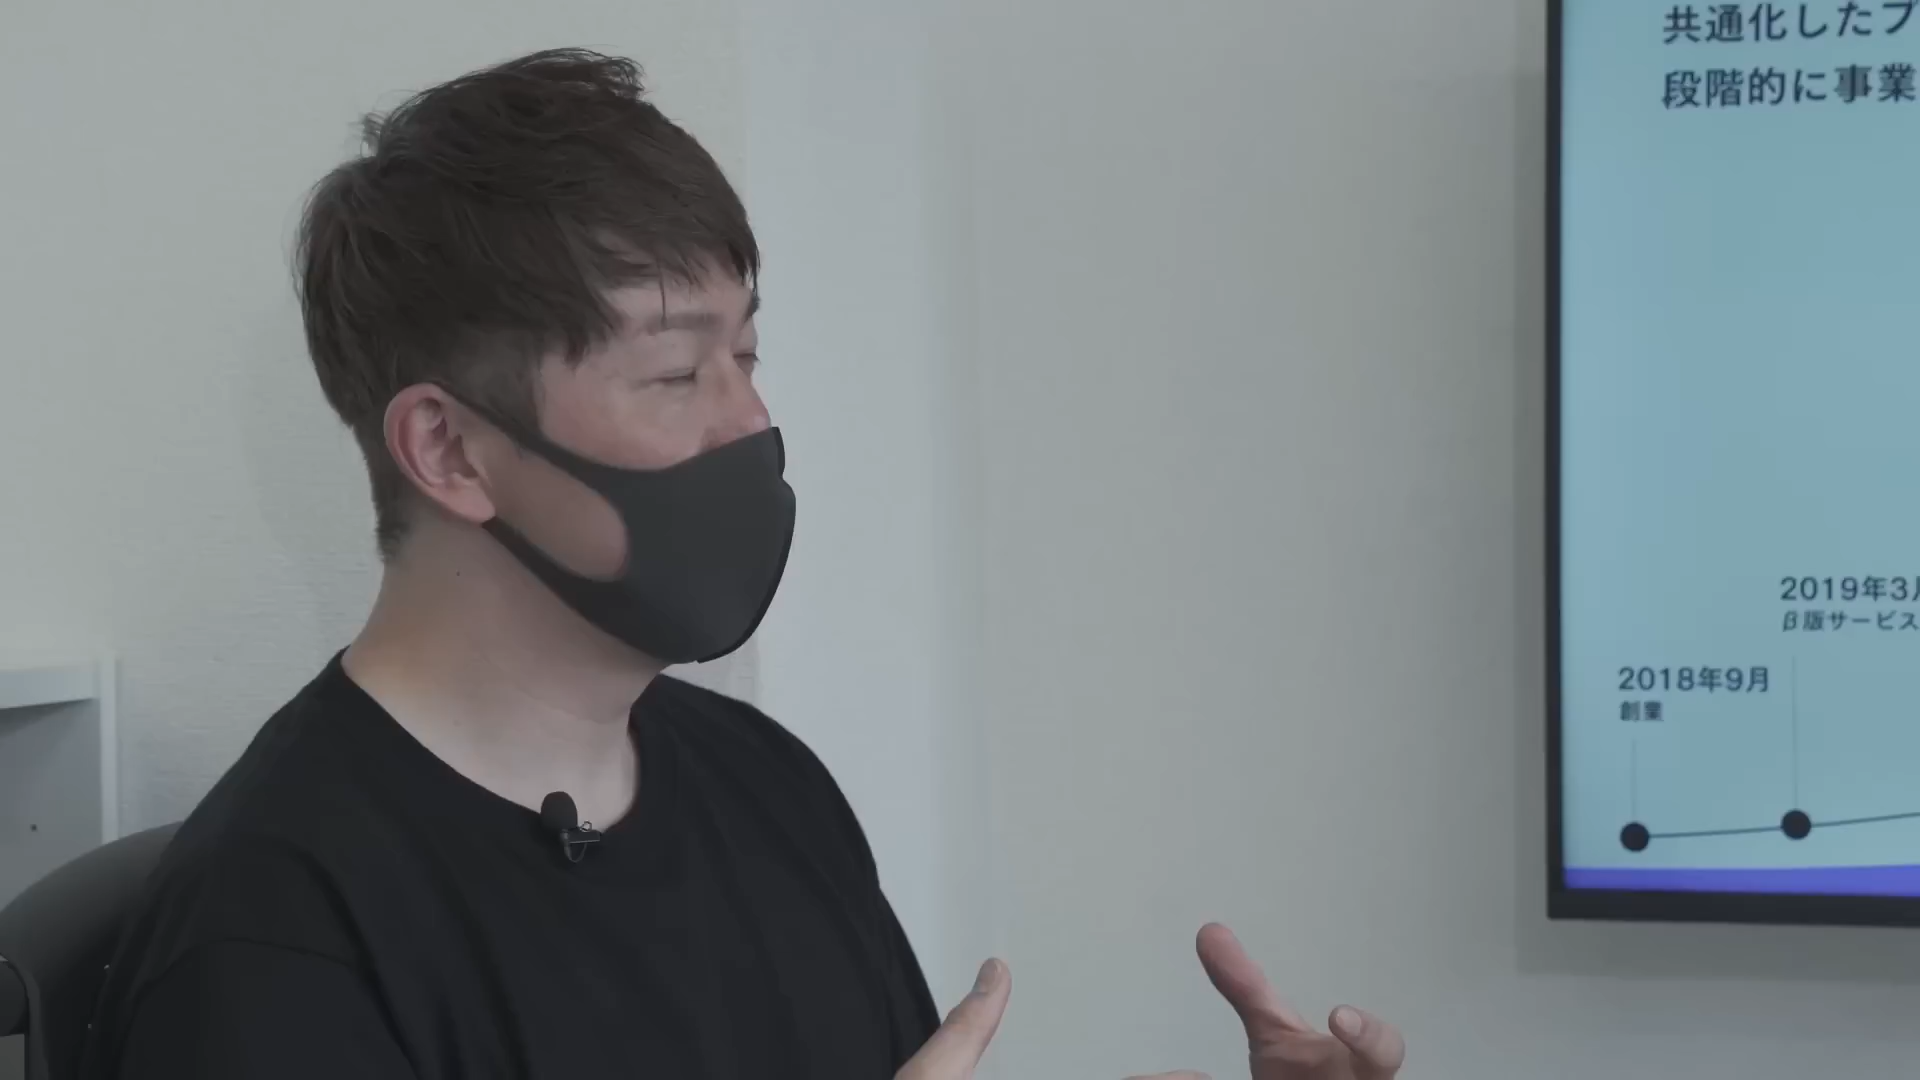 共通化したプ
段階的に事業
2019年3月
β版サービス
2018年9月
創業